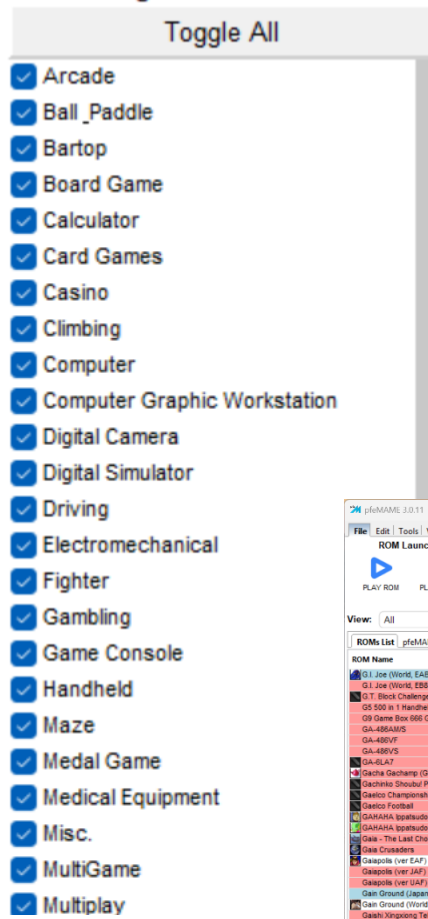 Toggle All
Arcade
Ball_Paddle
Bartop
Board Game
Calculator
Card Games
Casino
Climbing
Computer
Computer Graphic Workstation
Digital Camera
Digital Simulator
Driving
Electromechanical
Fighter
Gambling
Game Console
Handheld
Maze
Medal Game
Medical Equipment
Misc.
MultiGame
Multiplay
pfeMAME 3.0.11
File Edit Tools
ROM Launc
PLAY ROM PL
View: All
ROMs List pfeMA
ROM Name
G.I. Joe (World, EAB
G.I. Joe (World, EB8
G.T. Block Challenge
G5 500 in 1 Handhel
G9 Game Box 666 G
GA-486AM/S
GA-486VF
GA-486VS
GA-6LA7
Gacha Gachamp (G
Gachinko Shoubu! P
Gaelco Championsh
Gaelco Football
GAHAHA Ippatsudo
GAHAHA Ippatsudo
Gaia - The Last Cho
Gaia Crusaders
Gaiapolis (ver EAF)
Gaiapolis (ver JAF)
Gaiapolis (ver UAF)
Gain Ground (Japan
Gain Ground (World
Gaishi Xingxiong Tan